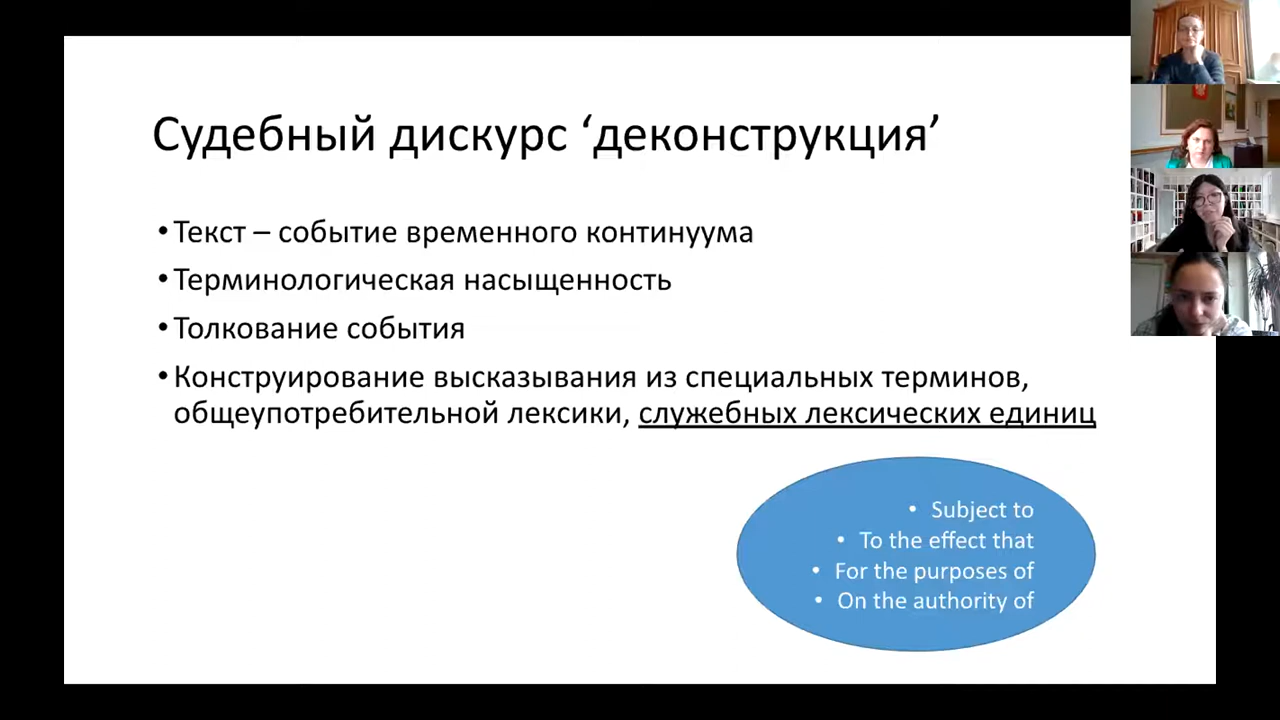 Судебный дискурс ‘деконструкция’
• Текст – событие временного континуума
• Терминологическая насыщенность
• Толкование события
• Конструирование высказывания из специальных терминов,
общеупотребительной лексики, служебных лексических единиц
• Subject to
• To the effect that
• For the purposes of
• On the authority of